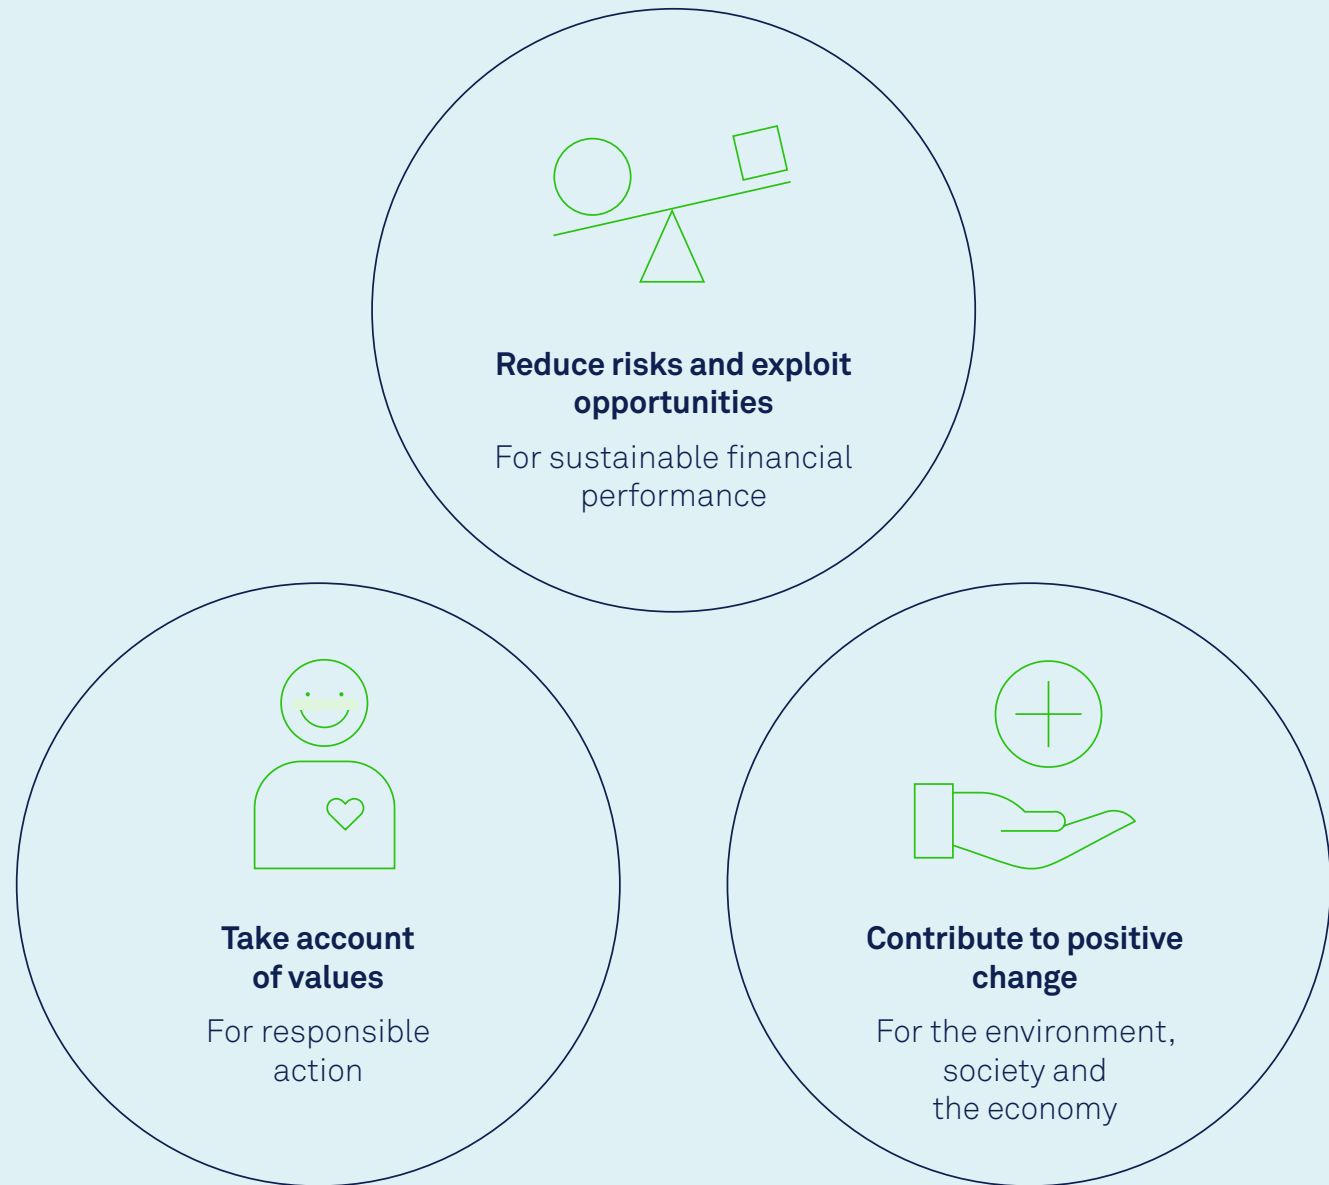 Reduce risks and exploit
opportunities
For sustainable financial
performance
Take account
of values
For responsible
action
Contribute to positive
change
For the environment,
society and
the economy